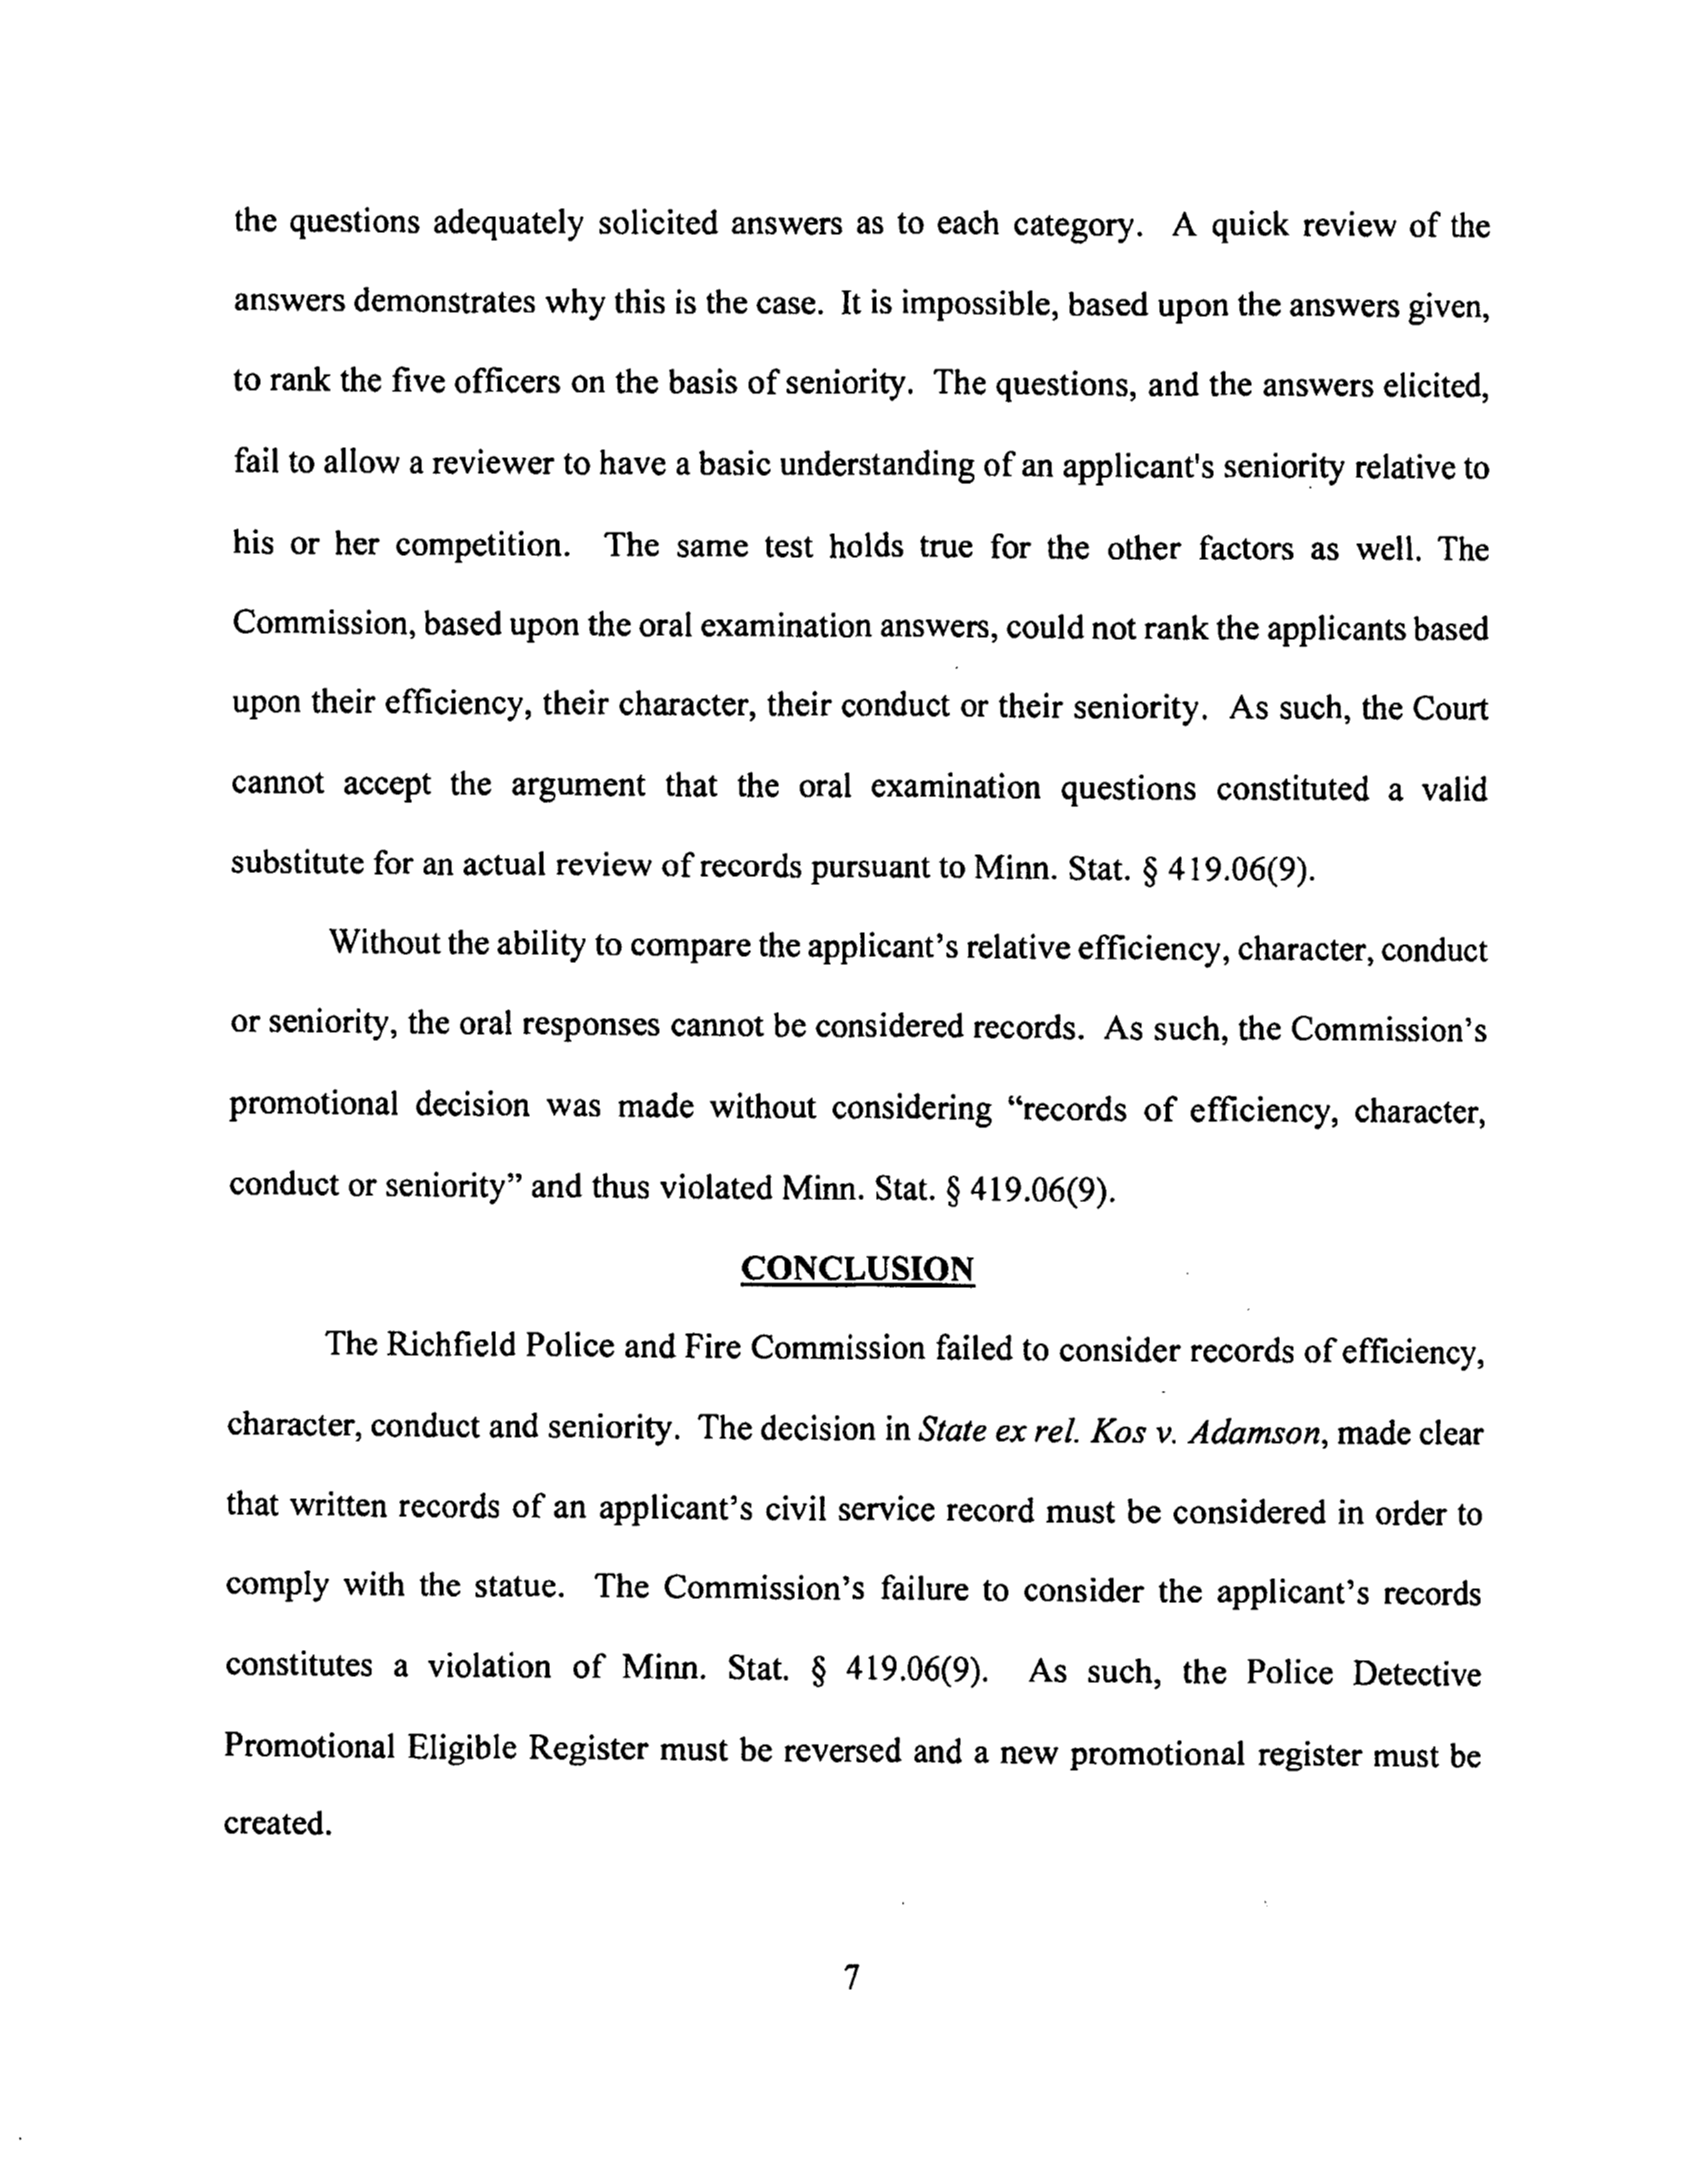 the questions adequately solicited answers as to each category. A quick review of the
answers demonstrates why this is the case. It is impossible, based upon the answers given,
to rank the five officers on the basis of seniority. The questions, and the answers elicited,
fail to allow a reviewer to have a basic understanding of an applicant's seniority relative to
his or her competition. The same test holds true for the other factors as well. The
Commission, based upon the oral examination answers, could not rank the applicants based
upon their efficiency, their character, their conduct or their seniority. As such, the Court
cannot accept the argument that the oral examination questions constituted a valid
substitute for an actual review of records pursuant to Minn. Stat. § 419.06(9).
Without the ability to compare the applicant’s relative efficiency, character, conduct
or seniority, the oral responses cannot be considered records. As such, the Commission’s
promotional decision was made without considering “records of efficiency, character,
conduct or seniority” and thus violated Minn. Stat. § 419.06(9).
CONCLUSION
The Richfield Police and Fire Commission failed to consider records of efficiency,
character, conduct and seniority. The decision in State ex rel. Kos v. Adamson, made clear
that written records of an applicant’s civil service record must be considered in order to
comply with the statue. The Commission’s failure to consider the applicant’s records
constitutes a violation of Minn. Stat. § 419.06(9). As such, the Police Detective
Promotional Eligible Register must be reversed and a new promotional register must be
created.
7